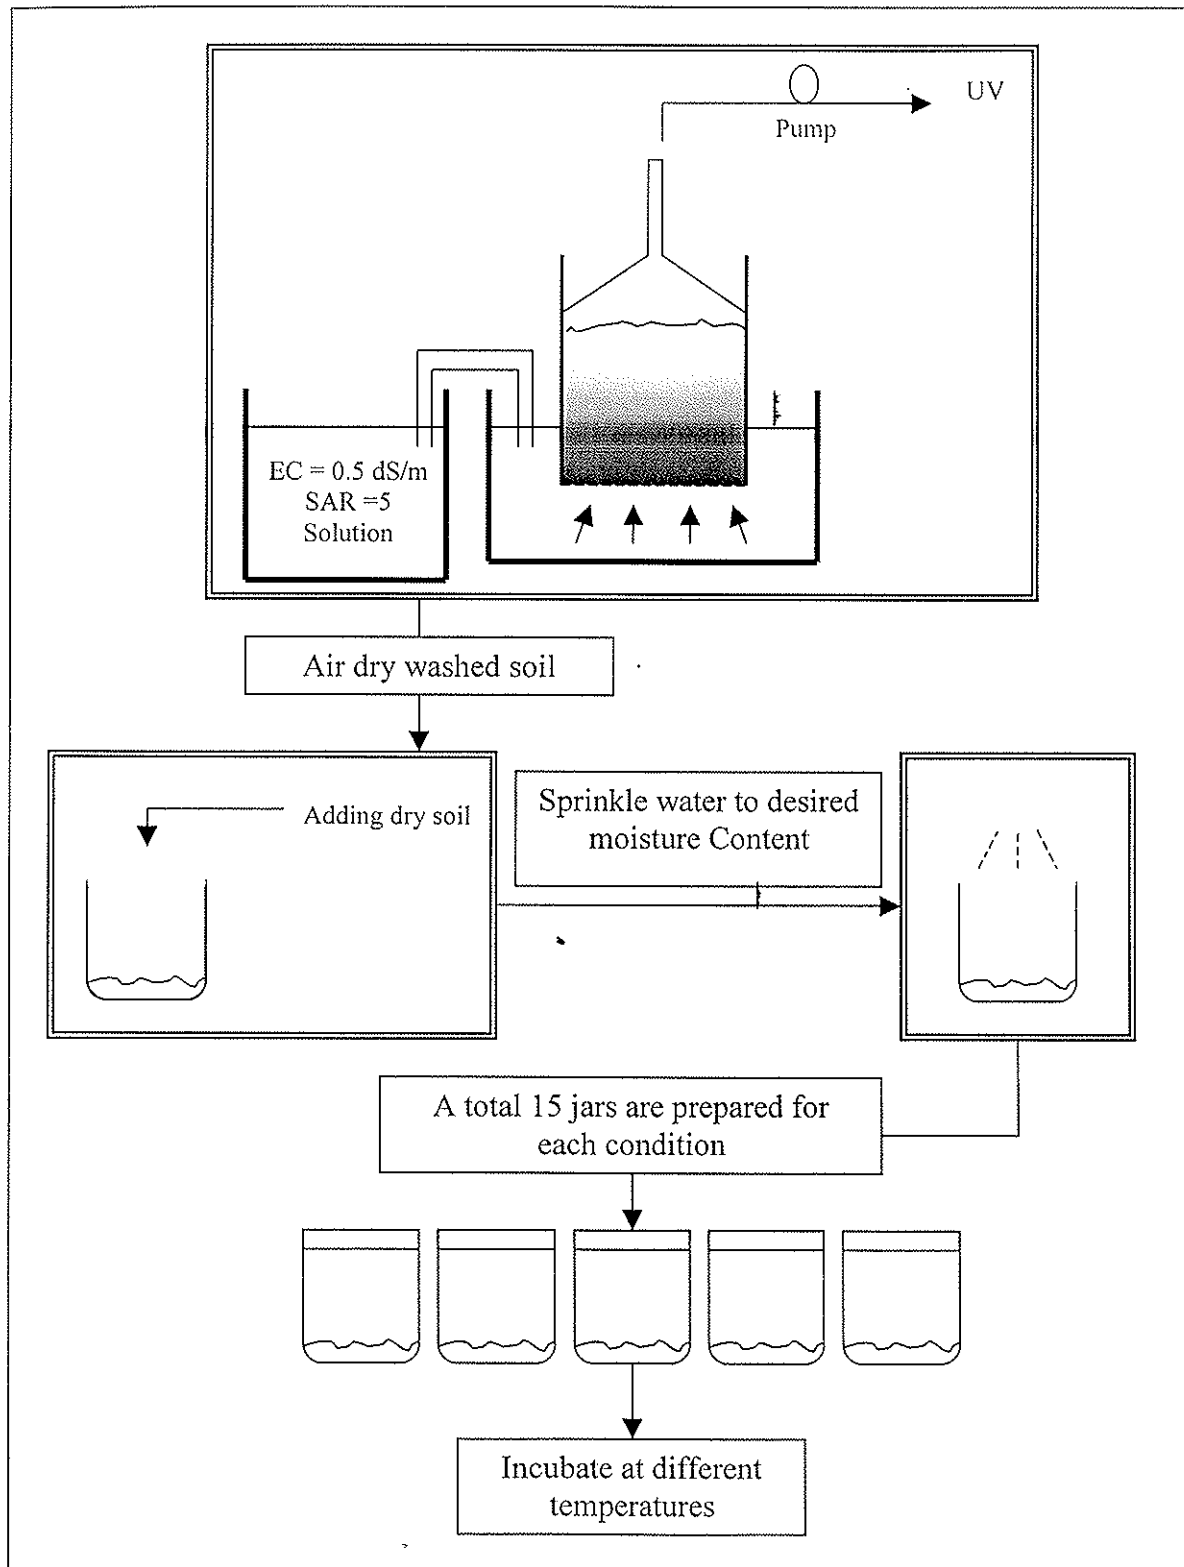 UV
Pump
EC = 0.5 dS/m
SAR =5
Solution
Air dry washed soil
Adding dry soil
Sprinkle water to desired
moisture Content
A total 15 jars are prepared for
each condition
Incubate at different
temperatures